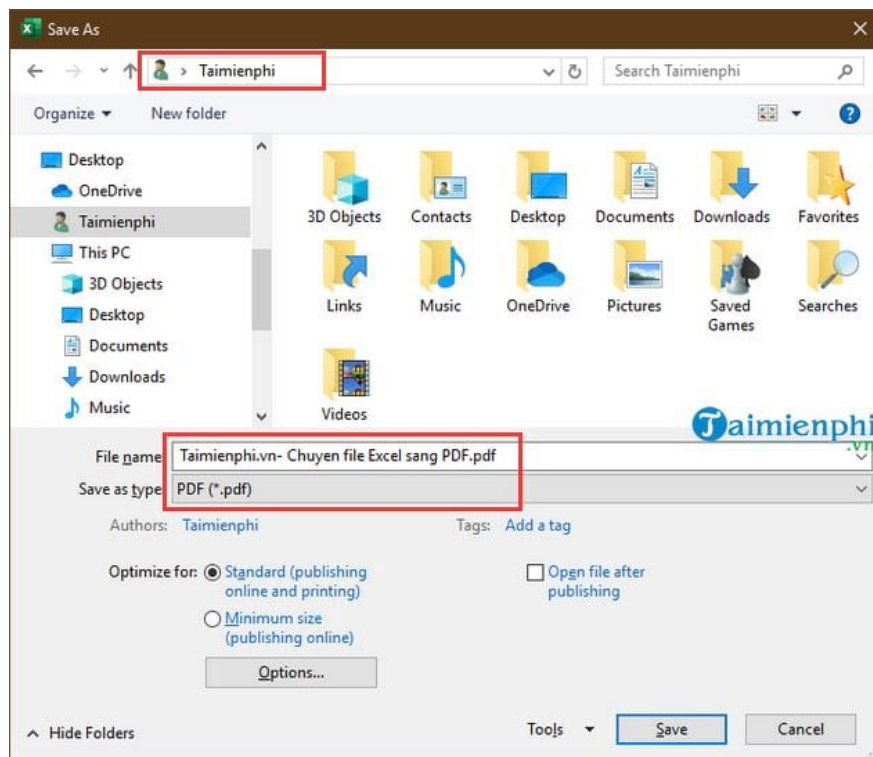 Save As
Taimienphi
Search Taimienphi
Organize
New folder
Desktop
OneDrive
Taimienphi
This PC
3D Objects
Desktop
Documents
Downloads
Music
3D Objects
Contacts
Desktop
Documents
Downloads
Favorites
Links
Music
OneDrive
Pictures
Saved
Games
Searches
Videos
Taimienphi
.vn
File name
Taimienphi.vn- Chuyen file Excel sang PDF.pdf
Save as type
PDF (*.pdf)
Authors: Taimienphi
Tags: Add a tag
Optimize for:
Standard (publishing
online and printing)
Minimum size
(publishing online)
Open file after
publishing
Options...
Hide Folders
Tools
Save
Cancel